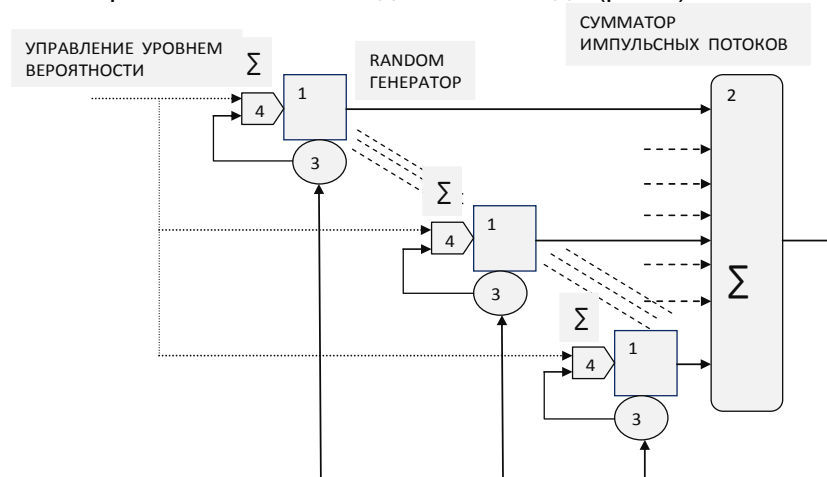 УПРАВЛЕНИЕ УРОВНЕМ
ВЕРОЯТНОСТИ
∑
RANDOM
ГЕНЕРАТОР
СУММАТОР
ИМПУЛЬСНЫХ ПОТОКОВ
1
4
3
2
∑
1
4
3
∑
∑
1
4
3